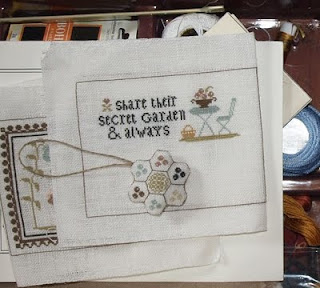 share their
secret Garden
& always